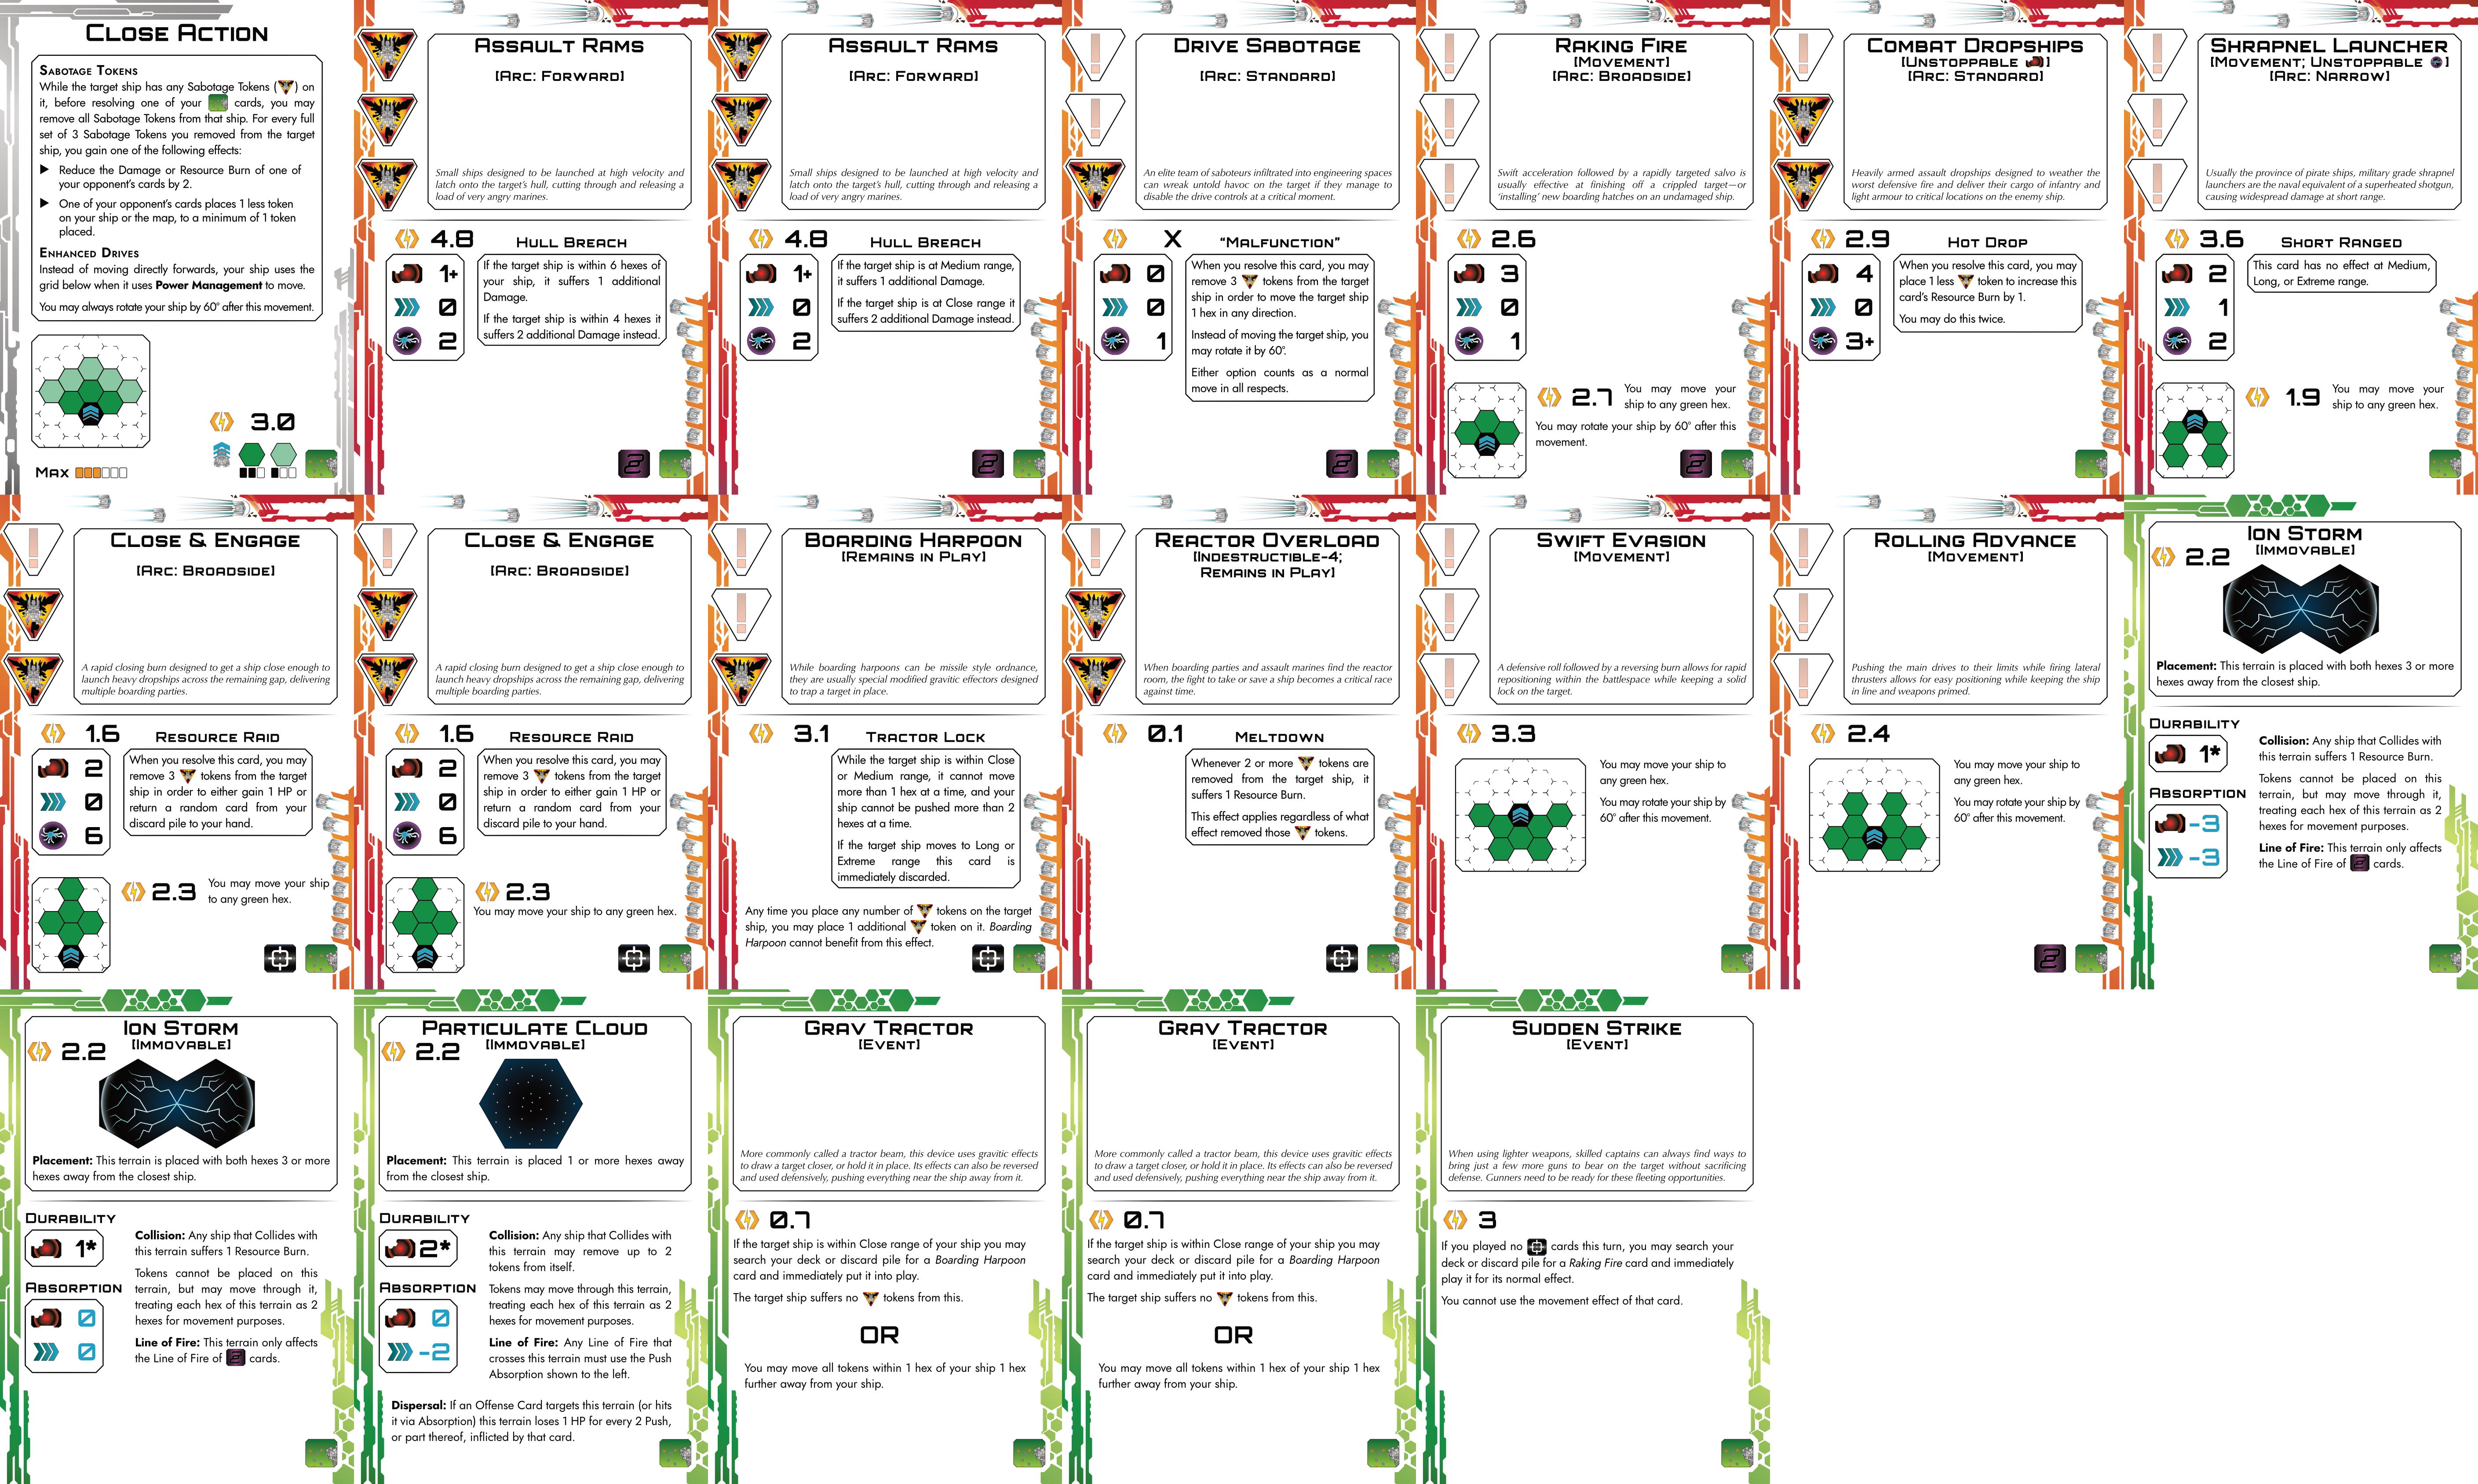 CLOSE ACTION
SABOTAGE TOKENS
While the target ship has any Sabotage Tokens ( ) on
it, before resolving one of your cards, you may
remove all Sabotage Tokens from that ship. For every full
set of 3 Sabotage Tokens you removed from the target
ship, you gain one of the following effects:
▶ Reduce the Damage or Resource Burn of one of
your opponent's cards by 2.
▶ One of your opponent's cards places 1 less token
on your ship or the map, to a minimum of 1 token
placed.
ENHANCED DRIVES
Instead of moving directly forwards, your ship uses the
grid below when it uses Power Management to move.
You may always rotate your ship by 60° after this movement.
3.0
MAX
ASSAULT RAMS
[ARC: FORWARD]
Small ships designed to be launched at high velocity and
latch onto the target's hull, cutting through and releasing a
load of very angry marines.
4.8
HULL BREACH
1+
0
2
If the target ship is within 6 hexes of
your ship, it suffers 1 additional
Damage.
If the target ship is within 4 hexes it
suffers 2 additional Damage instead.
2
ASSAULT RAMS
[ARC: FORWARD]
Small ships designed to be launched at high velocity and
latch onto the target's hull, cutting through and releasing a
load of very angry marines.
4.8
HULL BREACH
1+
0
2
If the target ship is at Medium range,
it suffers 1 additional Damage.
If the target ship is at Close range it
suffers 2 additional Damage instead.
2
DRIVE SABOTAGE
[ARC: STANDARD]
An elite team of saboteurs infiltrated into engineering spaces
can wreak untold havoc on the target if they manage to
disable the drive controls at a critical moment.
X
"MALFUNCTION"
0
0
1
When you resolve this card, you may
remove 3 tokens from the target
ship in order to move the target ship
1 hex in any direction.
Instead of moving the target ship, you
may rotate it by 60°.
Either option counts as a normal
move in all respects.
2
RAKING FIRE
[MOVEMENT]
[ARC: BROADSIDE]
Swift acceleration followed by a rapidly targeted salvo is
usually effective at finishing off a crippled target—or
'installing' new boarding hatches on an undamaged ship.
2.6
3
0
1
2.7
You may move your
ship to any green hex.
You may rotate your ship by 60° after this
movement.
2
COMBAT DROPSHIPS
[UNSTOPPABLE ]
[ARC: STANDARD]
Heavily armed assault dropships designed to weather the
worst defensive fire and deliver their cargo of infantry and
light armour to critical locations on the enemy ship.
2.9
HOT DROP
4
0
3+
When you resolve this card, you may
place 1 less token to increase this
card's Resource Burn by 1.
You may do this twice.
SHRAPNEL LAUNCHER
[MOVEMENT; UNSTOPPABLE ]
[ARC: NARROW]
Usually the province of pirate ships, military grade shrapnel
launchers are the naval equivalent of a superheated shotgun,
causing widespread damage at short range.
3.6
SHORT RANGED
2
1
2
This card has no effect at Medium,
Long, or Extreme range.
1.9
You may move your
ship to any green hex.
CLOSE & ENGAGE
[ARC: BROADSIDE]
A rapid closing burn designed to get a ship close enough to
launch heavy dropships across the remaining gap, delivering
multiple boarding parties.
1.6
RESOURCE RAID
2
0
6
When you resolve this card, you may
remove 3 tokens from the target
ship in order to either gain 1 HP or
return a random card from your
discard pile to your hand.
2.3
You may move your ship
to any green hex.
CLOSE & ENGAGE
[ARC: BROADSIDE]
A rapid closing burn designed to get a ship close enough to
launch heavy dropships across the remaining gap, delivering
multiple boarding parties.
1.6
RESOURCE RAID
2
0
6
When you resolve this card, you may
remove 3 tokens from the target
ship in order to either gain 1 HP or
return a random card from your
discard pile to your hand.
2.3
You may move your ship to any green hex.
BOARDING HARPOON
[REMAINS IN PLAY]
While boarding harpoons can be missile style ordnance,
they are usually special modified gravitic effectors designed
to trap a target in place.
3.1
TRACTOR LOCK
While the target ship is within Close
or Medium range, it cannot move
more than 1 hex at a time, and your
ship cannot be pushed more than 2
hexes at a time.
If the target ship moves to Long or
Extreme range this card is
immediately discarded.
Any time you place any number of tokens on the target
ship, you may place 1 additional token on it. Boarding
Harpoon cannot benefit from this effect.
REACTOR OVERLOAD
[INDESTRUCTIBLE-4;
REMAINS IN PLAY]
When boarding parties and assault marines find the reactor
room, the fight to take or save a ship becomes a critical race
against time.
0.1
MELTDOWN
Whenever 2 or more tokens are
removed from the target ship, it
suffers 1 Resource Burn.
This effect applies regardless of what
effect removed those tokens.
SWIFT EVASION
[MOVEMENT]
A defensive roll followed by a reversing burn allows for rapid
repositioning within the battlespace while keeping a solid
lock on the target.
3.3
You may move your ship to
any green hex.
You may rotate your ship by
60° after this movement.
ROLLING ADVANCE
[MOVEMENT]
Pushing the main drives to their limits while firing lateral
thrusters allows for easy positioning while keeping the ship
in line and weapons primed.
2.4
You may move your ship to
any green hex.
You may rotate your ship by
60° after this movement.
2
ION STORM
[IMMOVABLE]
2.2
Placement: This terrain is placed with both hexes 3 or more
hexes away from the closest ship.
DURABILITY
1*
ABSORPTION
-3
-3
Collision: Any ship that Collides with
this terrain suffers 1 Resource Burn.
Tokens cannot be placed on this
terrain, but may move through it,
treating each hex of this terrain as 2
hexes for movement purposes.
Line of Fire: This terrain only affects
the Line of Fire of 2 cards.
ION STORM
[IMMOVABLE]
2.2
Placement: This terrain is placed with both hexes 3 or more
hexes away from the closest ship.
DURABILITY
1*
ABSORPTION
0
0
Collision: Any ship that Collides with
this terrain suffers 1 Resource Burn.
Tokens cannot be placed on this
terrain, but may move through it,
treating each hex of this terrain as 2
hexes for movement purposes.
Line of Fire: This terrain only affects
the Line of Fire of 2 cards.
PARTICULATE CLOUD
[IMMOVABLE]
2.2
Placement: This terrain is placed 1 or more hexes away
from the closest ship.
DURABILITY
2*
ABSORPTION
0
-2
Collision: Any ship that Collides with
this terrain may remove up to 2
tokens from itself.
Tokens may move through this terrain,
treating each hex of this terrain as 2
hexes for movement purposes.
Line of Fire: Any Line of Fire that
crosses this terrain must use the Push
Absorption shown to the left.
Dispersal: If an Offense Card targets this terrain (or hits
it via Absorption) this terrain loses 1 HP for every 2 Push,
or part thereof, inflicted by that card.
GRAV TRACTOR
[EVENT]
More commonly called a tractor beam, this device uses gravitic effects
to draw a target closer, or hold it in place. Its effects can also be reversed
and used defensively, pushing everything near the ship away from it.
0.7
If the target ship is within Close range of your ship you may
search your deck or discard pile for a Boarding Harpoon
card and immediately put it into play.
The target ship suffers no tokens from this.
OR
You may move all tokens within 1 hex of your ship 1 hex
further away from your ship.
GRAV TRACTOR
[EVENT]
More commonly called a tractor beam, this device uses gravitic effects
to draw a target closer, or hold it in place. Its effects can also be reversed
and used defensively, pushing everything near the ship away from it.
0.7
If the target ship is within Close range of your ship you may
search your deck or discard pile for a Boarding Harpoon
card and immediately put it into play.
The target ship suffers no tokens from this.
OR
You may move all tokens within 1 hex of your ship 1 hex
further away from your ship.
SUDDEN STRIKE
[EVENT]
When using lighter weapons, skilled captains can always find ways to
bring just a few more guns to bear on the target without sacrificing
defense. Gunners need to be ready for these fleeting opportunities.
3
If you played no cards this turn, you may search your
deck or discard pile for a Raking Fire card and immediately
play it for its normal effect.
You cannot use the movement effect of that card.